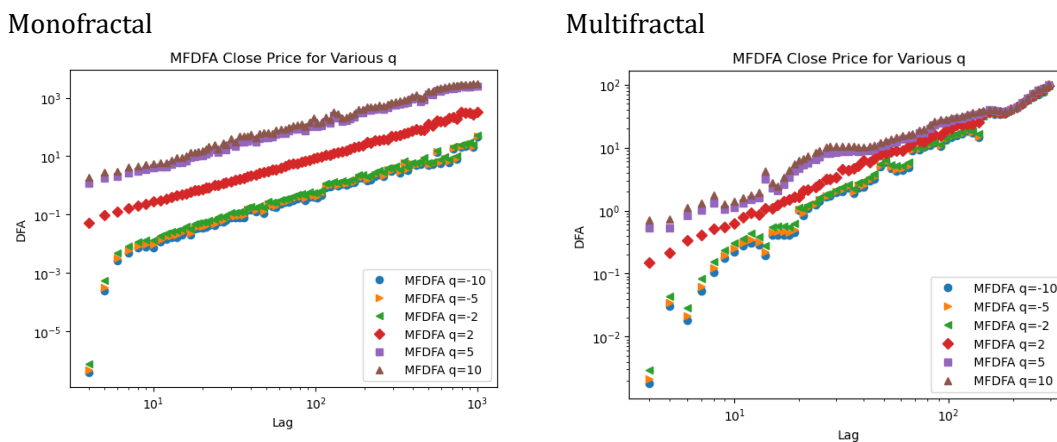 Monofractal
Multifractal
MFDFA Close Price for Various q
DFA
10³
10¹
10⁻¹
10⁻³
10⁻⁵
MFDFA q=-10
MFDFA q=-5
MFDFA q=-2
MFDFA q=2
MFDFA q=5
MFDFA q=10
10¹
10²
10³
Lag
MFDFA Close Price for Various q
DFA
10²
10¹
10⁰
10⁻¹
10⁻²
MFDFA q=-10
MFDFA q=-5
MFDFA q=-2
MFDFA q=2
MFDFA q=5
MFDFA q=10
10¹
10²
Lag